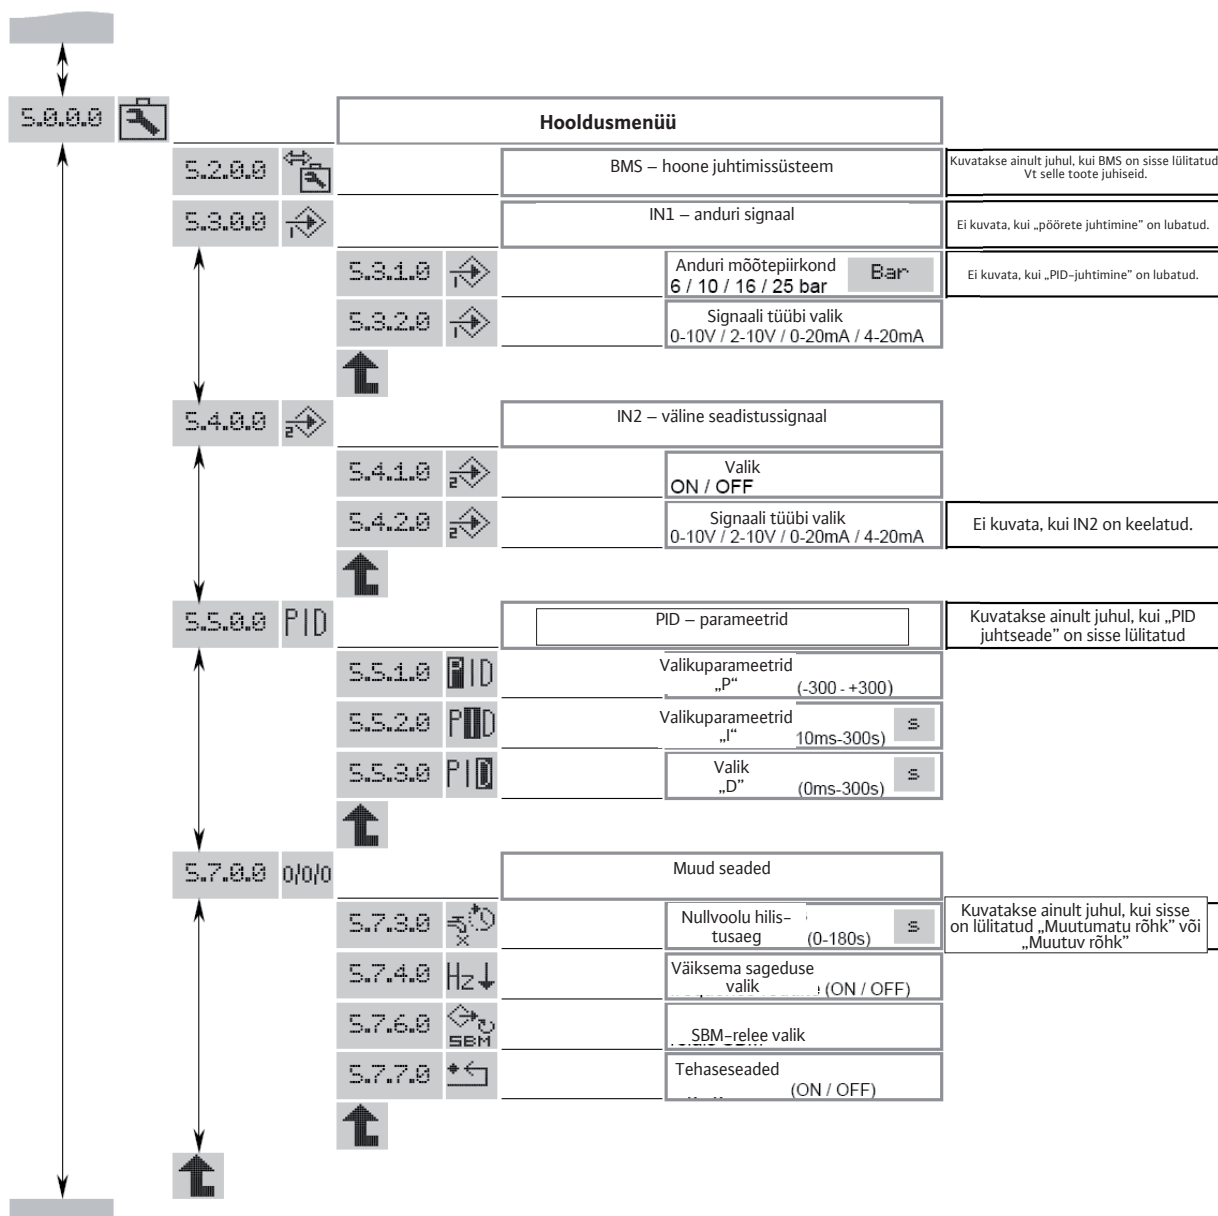 5.0.0.0
Hooldusmenüü
5.2.0.0
BMS – hoone juhtimissüsteem
Kuvatakse ainult juhul, kui BMS on sisse lülitatud
Vt selle toote juhiseid.
5.3.0.0
1
IN1 – anduri signaal
Ei kuvata, kui „pöörete juhtimine” on lubatud.
5.3.1.0
1
Anduri mõõtepiirkond
6 / 10 / 16 / 25 bar
Bar
Ei kuvata, kui „PID-juhtimine” on lubatud.
5.3.2.0
1
Signaali tüübi valik
0-10V / 2-10V / 0-20mA / 4-20mA
5.4.0.0
2
IN2 – väline seadistussignaal
5.4.1.0
2
Valik
ON / OFF
5.4.2.0
2
Signaali tüübi valik
0-10V / 2-10V / 0-20mA / 4-20mA
Ei kuvata, kui IN2 on keelatud.
5.5.0.0
PID
PID – parameetrid
Kuvatakse ainult juhul, kui „PID
juhtseade” on sisse lülitatud
5.5.1.0
PID
Valikuparameetrid
„P“ (-300 - +300)
5.5.2.0
PID
Valikuparameetrid
„I“ 10ms-300s)
s
5.5.3.0
PID
Valik
„D” (0ms-300s)
s
5.7.0.0
0/0/0
Muud seaded
5.7.3.0
Nullvoolu hilis-
tusaeg (0-180s)
s
Kuvatakse ainult juhul, kui sisse
on lülitatud „Muutumatu rõhk” või
„Muutuv rõhk”
5.7.4.0
Hz
Väiksema sageduse
valik (ON / OFF)
5.7.6.0
SBM
SBM-relee valik
5.7.7.0
Tehaseseaded
(ON / OFF)